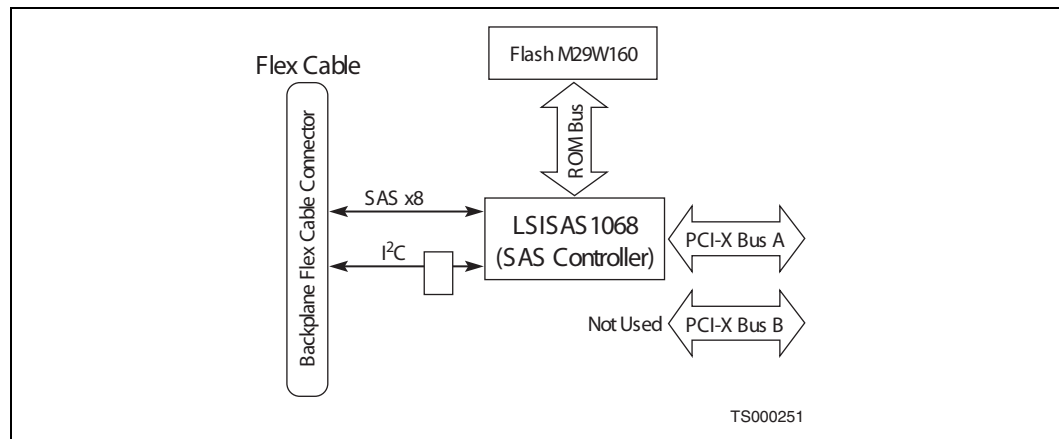 Flash M29W160
Flex Cable
ROM Bus
Backplane Flex Cable Connector
SAS x8
LSISAS1068
(SAS Controller)
PCI-X Bus A
I²C
Not Used
PCI-X Bus B
TS000251